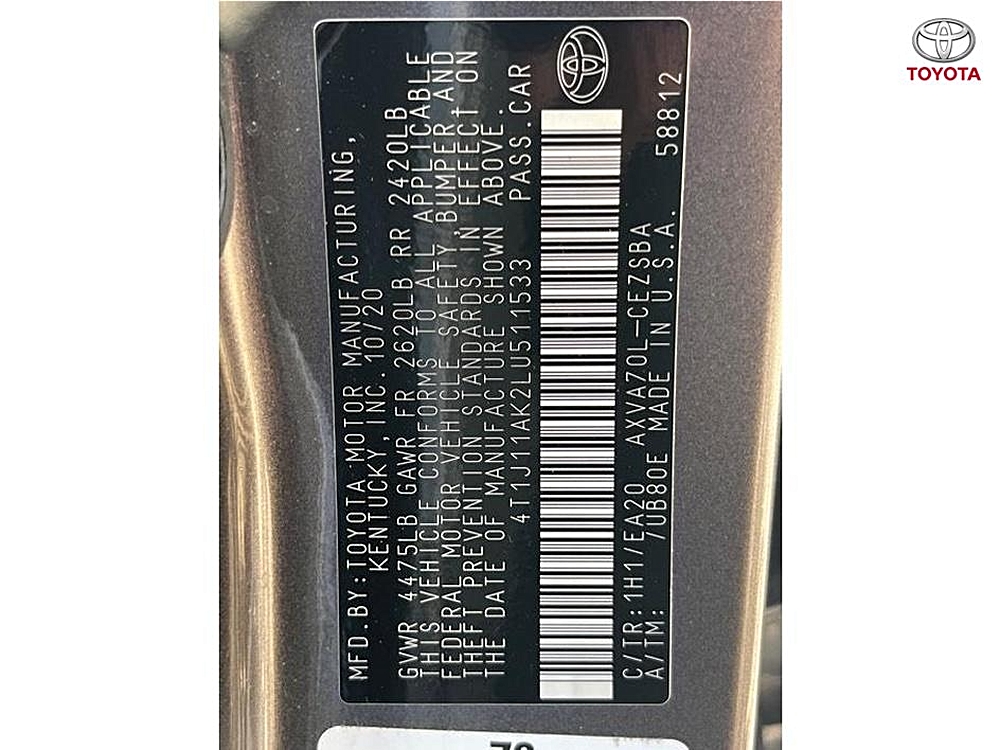 MFD.BY:TOYOTA MOTOR MANUFACTURING,
KENTUCKY, INC. 10/20
GVWR 4475LB GAWR FR 2620LB RR 2420LB
THIS VEHICLE CONFORMS TO ALL APPLICABLE
FEDERAL MOTOR VEHICLE SAFETY,BUMPER,AND
THEFT PREVENTION STANDARDS IN EFFECT ON
THE DATE OF MANUFACTURE SHOWN ABOVE.
4T1J11AK2LU511533 PASS.CAR
C/TR:1H1/EA20 AXVA70L-CEZSBA
A/TM: /UB80E MADE IN U.S.A. 58812
TOYOTA